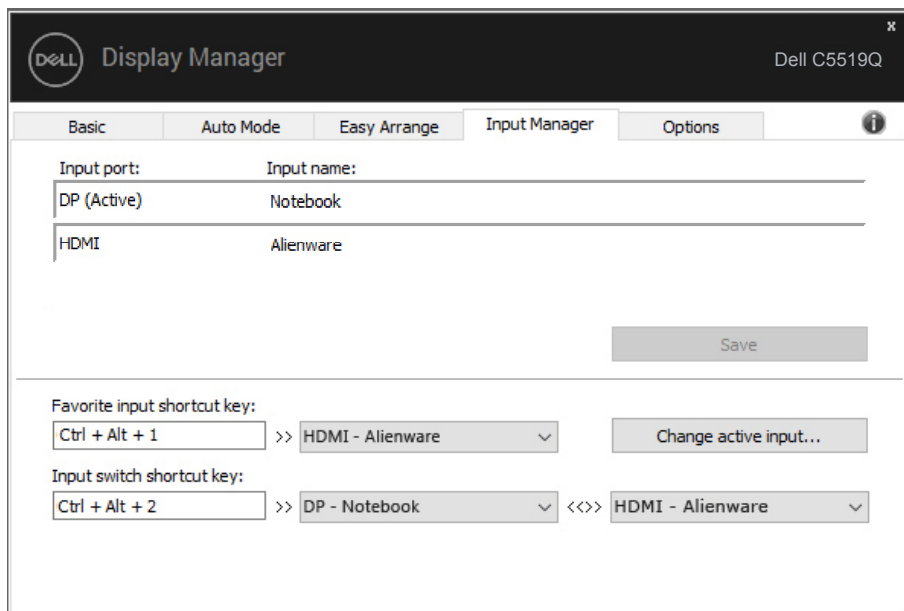 DELL Display Manager
x
Dell C5519Q
Basic Auto Mode Easy Arrange Input Manager Options i
Input port: Input name:
DP (Active) Notebook
HDMI Alienware
Save
Favorite input shortcut key:
Ctrl + Alt + 1 >> HDMI - Alienware Change active input...
Input switch shortcut key:
Ctrl + Alt + 2 >> DP - Notebook <<>> HDMI - Alienware